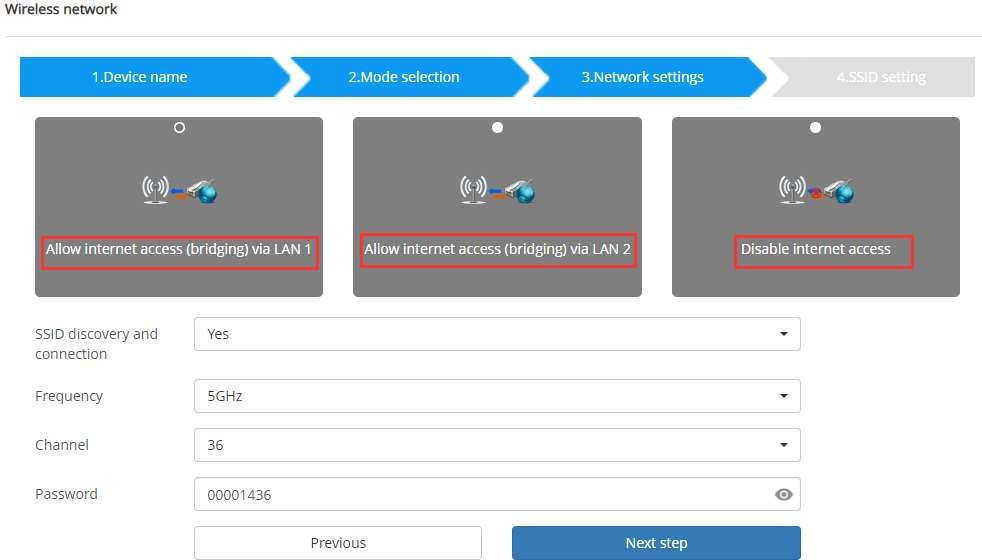 Wireless network
1.Device name
2.Mode selection
3.Network settings
4.SSID setting
Allow internet access (bridging) via LAN 1
Allow internet access (bridging) via LAN 2
Disable internet access
SSID discovery and
connection
Yes
Frequency
5GHz
Channel
36
Password
00001436
Previous
Next step